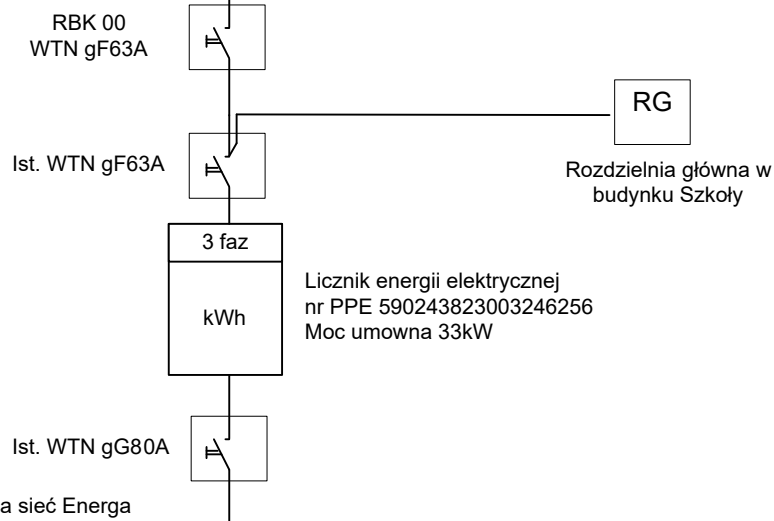 RBK 00
WTN gF63A
RG
Ist. WTN gF63A
Rozdzielnia główna w
budynku Szkoły
3 faz
kWh
Licznik energii elektrycznej
nr PPE 590243823003246256
Moc umowna 33kW
Ist. WTN gG80A
a sieć Energa